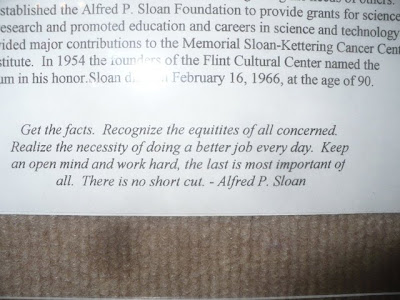 established the Alfred P. Sloan Foundation to provide grants for science
research and promoted education and careers in science and technology
vided major contributions to the Memorial Sloan-Kettering Cancer Cent
stitute. In 1954 the founders of the Flint Cultural Center named the
um in his honor.Sloan February 16, 1966, at the age of 90.
Get the facts. Recognize the equitites of all concerned.
Realize the necessity of doing a better job every day. Keep
an open mind and work hard, the last is most important of
all. There is no short cut. - Alfred P. Sloan